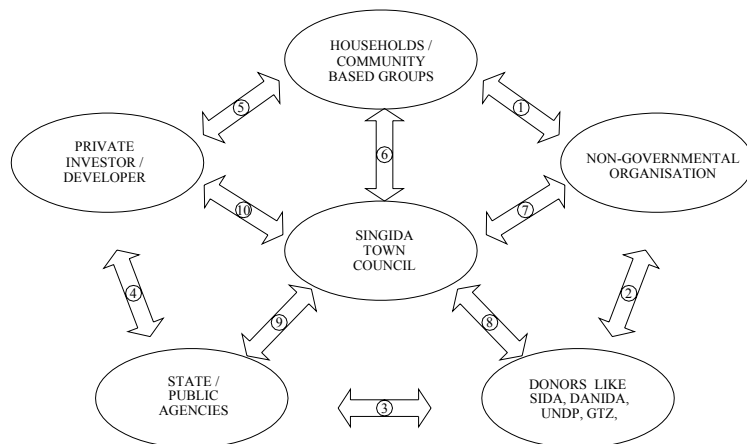 HOUSEHOLDS /
COMMUNITY
BASED GROUPS
5
1
PRIVATE
INVESTOR /
DEVELOPER
6
NON-GOVERNMENTAL
ORGANISATION
10
7
SINGIDA
TOWN
COUNCIL
4
2
9
8
STATE /
PUBLIC
AGENCIES
3
DONORS LIKE
SIDA, DANIDA,
UNDP, GTZ,